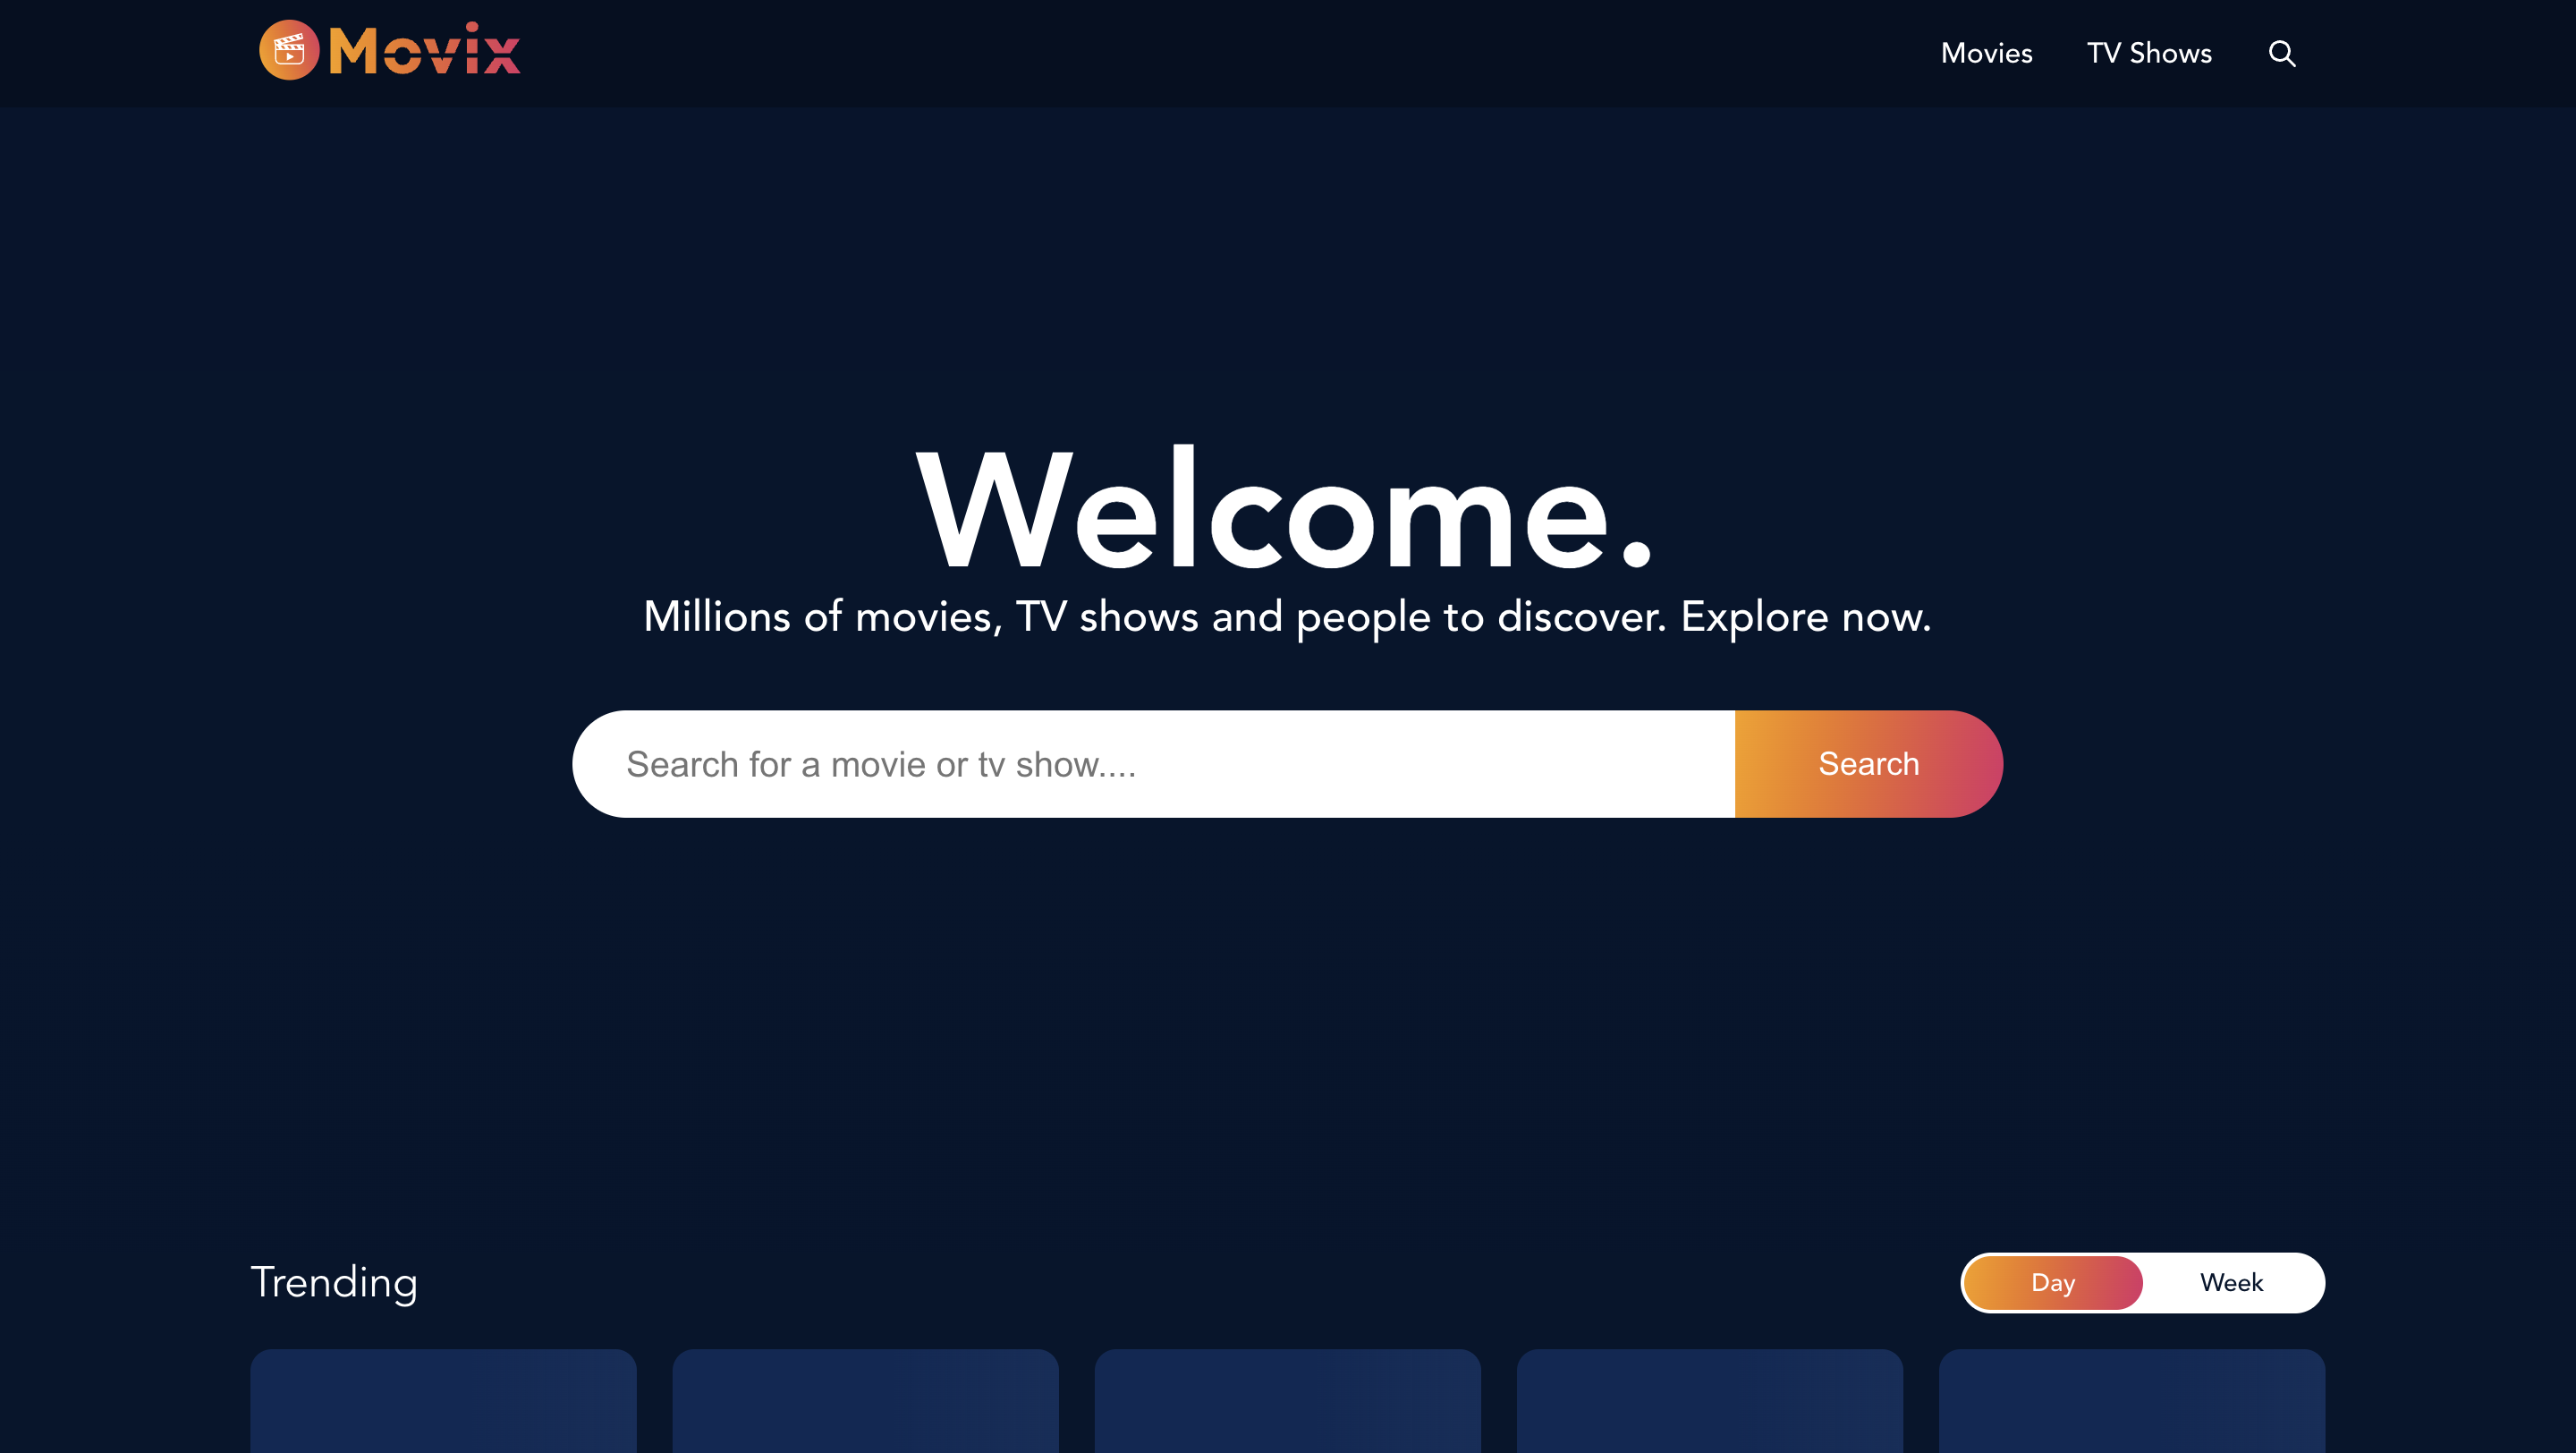 Movix
Movies TV Shows
Welcome.
Millions of movies, TV shows and people to discover. Explore now.
Search for a movie or tv show....
Search
Trending
Day Week